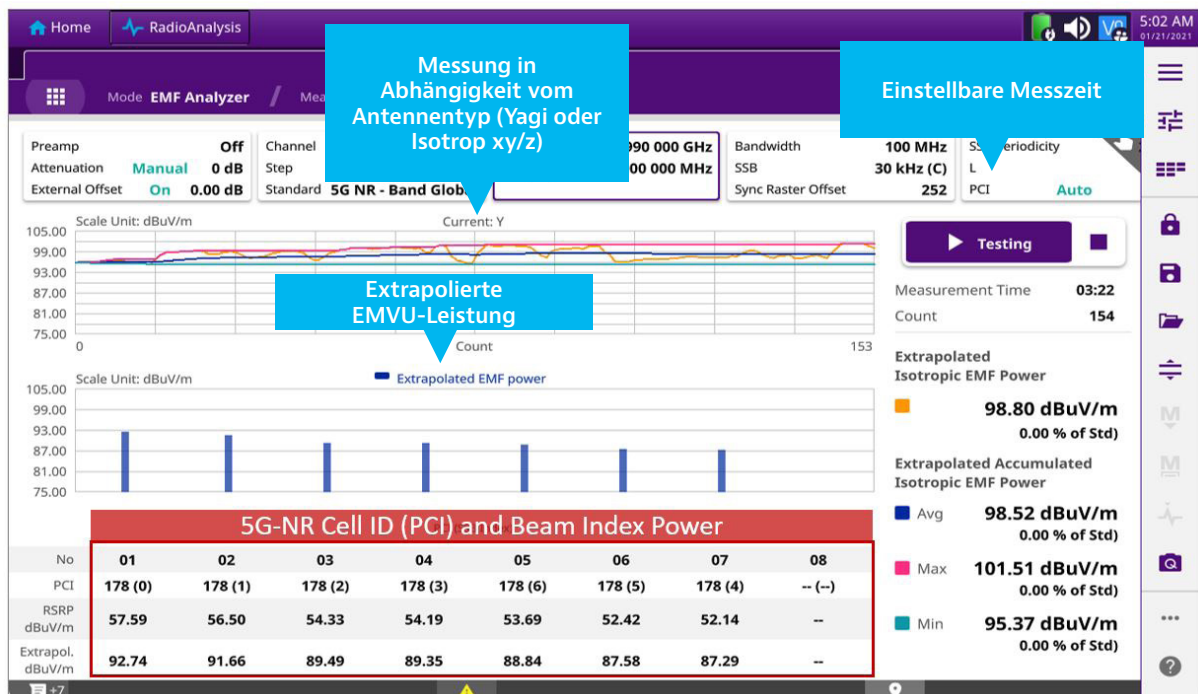 Home
RadioAnalysis
5:02 AM
01/21/2021
Mode EMF Analyzer / Mea
Messung in
Abhängigkeit vom
Antennentyp (Yagi oder
Isotrop xy/z)
Einstellbare Messzeit
Preamp Off
Attenuation Manual 0 dB
External Offset On 0.00 dB
Channel
Step
Standard 5G NR - Band Glob
990 000 GHz
00 000 MHz
Bandwidth 100 MHz
SSB 30 kHz (C)
Sync Raster Offset 252
eriodicity
L
PCI Auto
Scale Unit: dBuV/m
Current: Y
105.00
99.00
93.00
87.00
81.00
75.00
0
Count
153
Extrapolierte
EMVU-Leistung
Testing
Measurement Time 03:22
Count 154
Scale Unit: dBuV/m
Extrapolated EMF power
105.00
99.00
93.00
87.00
81.00
75.00
Extrapolated
Isotropic EMF Power
98.80 dBuV/m
0.00 % of Std)
Extrapolated Accumulated
Isotropic EMF Power
Avg 98.52 dBuV/m
0.00 % of Std)
Max 101.51 dBuV/m
0.00 % of Std)
Min 95.37 dBuV/m
0.00 % of Std)
5G-NR Cell ID (PCI) and Beam Index Power
No 01 02 03 04 05 06 07 08
PCI 178 (0) 178 (1) 178 (2) 178 (3) 178 (6) 178 (5) 178 (4) -- (--)
RSRP
dBuV/m 57.59 56.50 54.33 54.19 53.69 52.42 52.14 --
Extrapol.
dBuV/m 92.74 91.66 89.49 89.35 88.84 87.58 87.29 --
+7
M
M